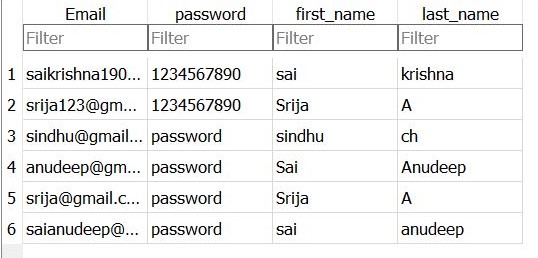 Email password first_name last_name
Filter Filter Filter Filter
1 saikrishna190... 1234567890 sai krishna
2 srija123@gm... 1234567890 Srija A
3 sindhu@gmail... password sindhu ch
4 anudeep@gm... password Sai Anudeep
5 srija@gmail.c... password Srija A
6 saianudeep@... password sai anudeep